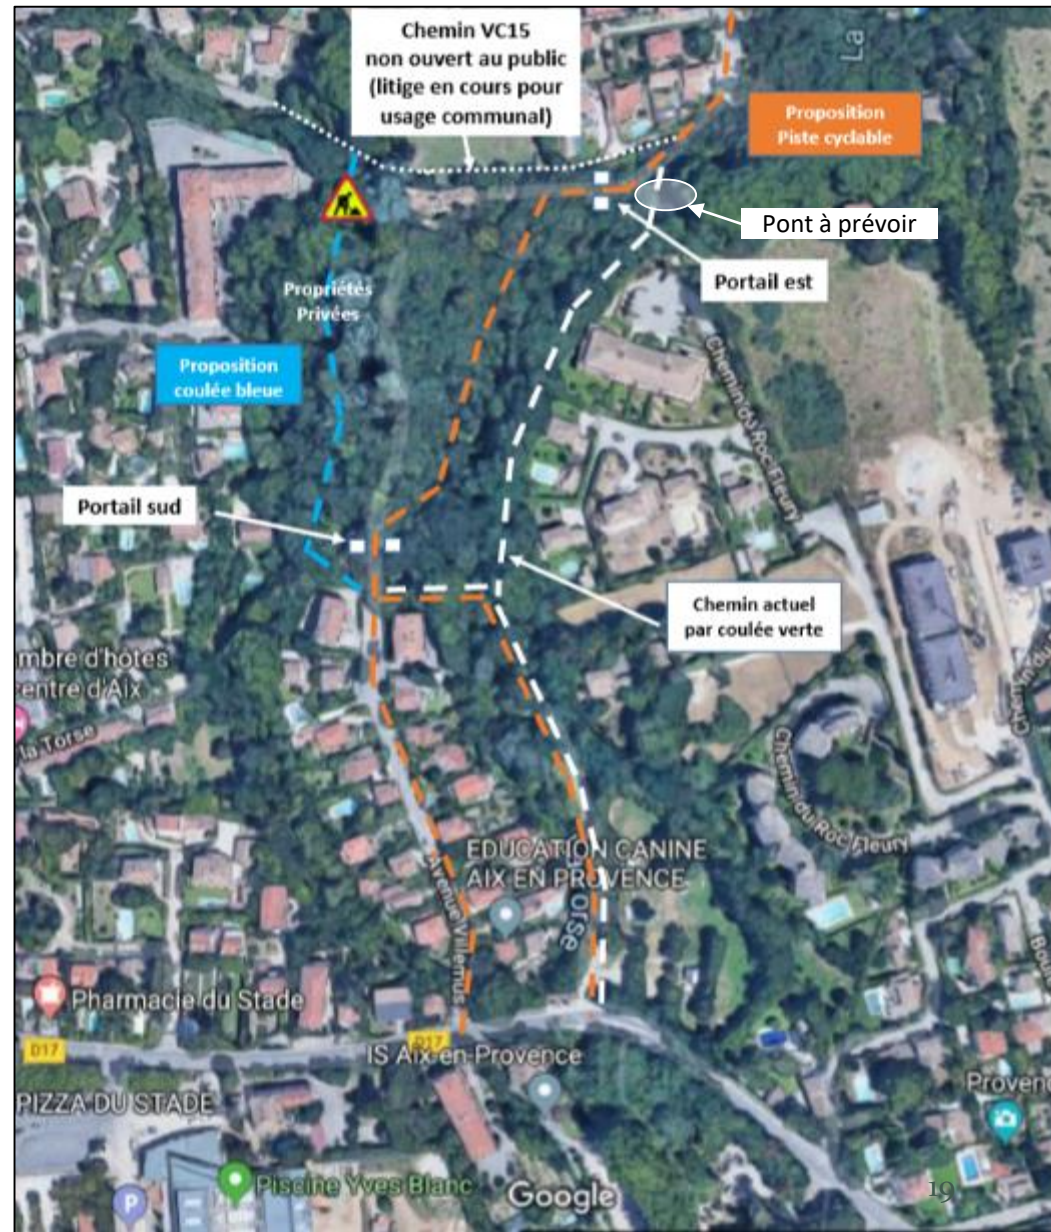 Chemin VC15
non ouvert au public
(litige en cours pour
usage communal)
La
Proposition
Piste cyclable
Pont à prévoir
Portail est
Propriétés
Privées
Proposition
coulée bleue
Chemin du Roc Fleury
Portail sud
Chemin actuel
par coulée verte
mbre d'hôtes
entre d'Aix
la Torse
Chemin du Roc Fleury
EDUCATION CANINE
AIX EN PROVENCE
Avenue Villemus
Torse
Pharmacie du Stade
D17
D17
IS Aix-en-Provence
Provenc
PIZZA DU STADE
P
Piscine Yves Blanc
Google
19